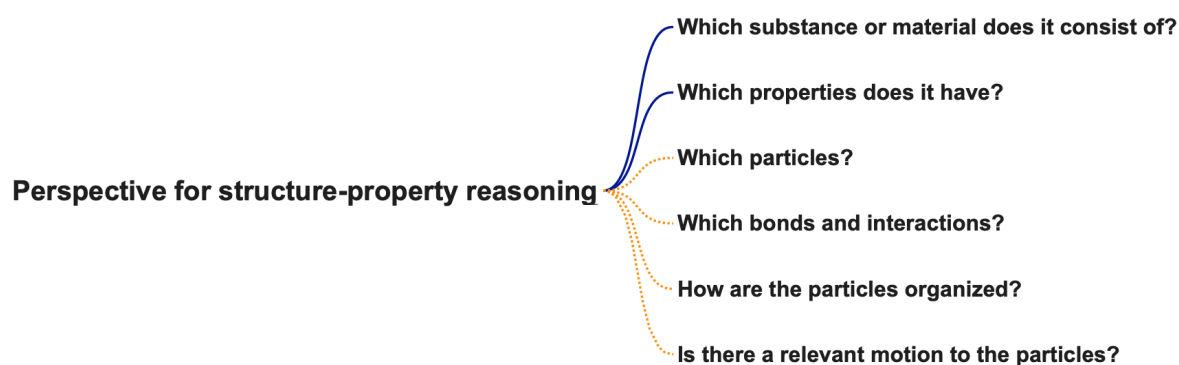 Which substance or material does it consist of?
Which properties does it have?
Which particles?
Perspective for structure-property reasoning
Which bonds and interactions?
How are the particles organized?
Is there a relevant motion to the particles?